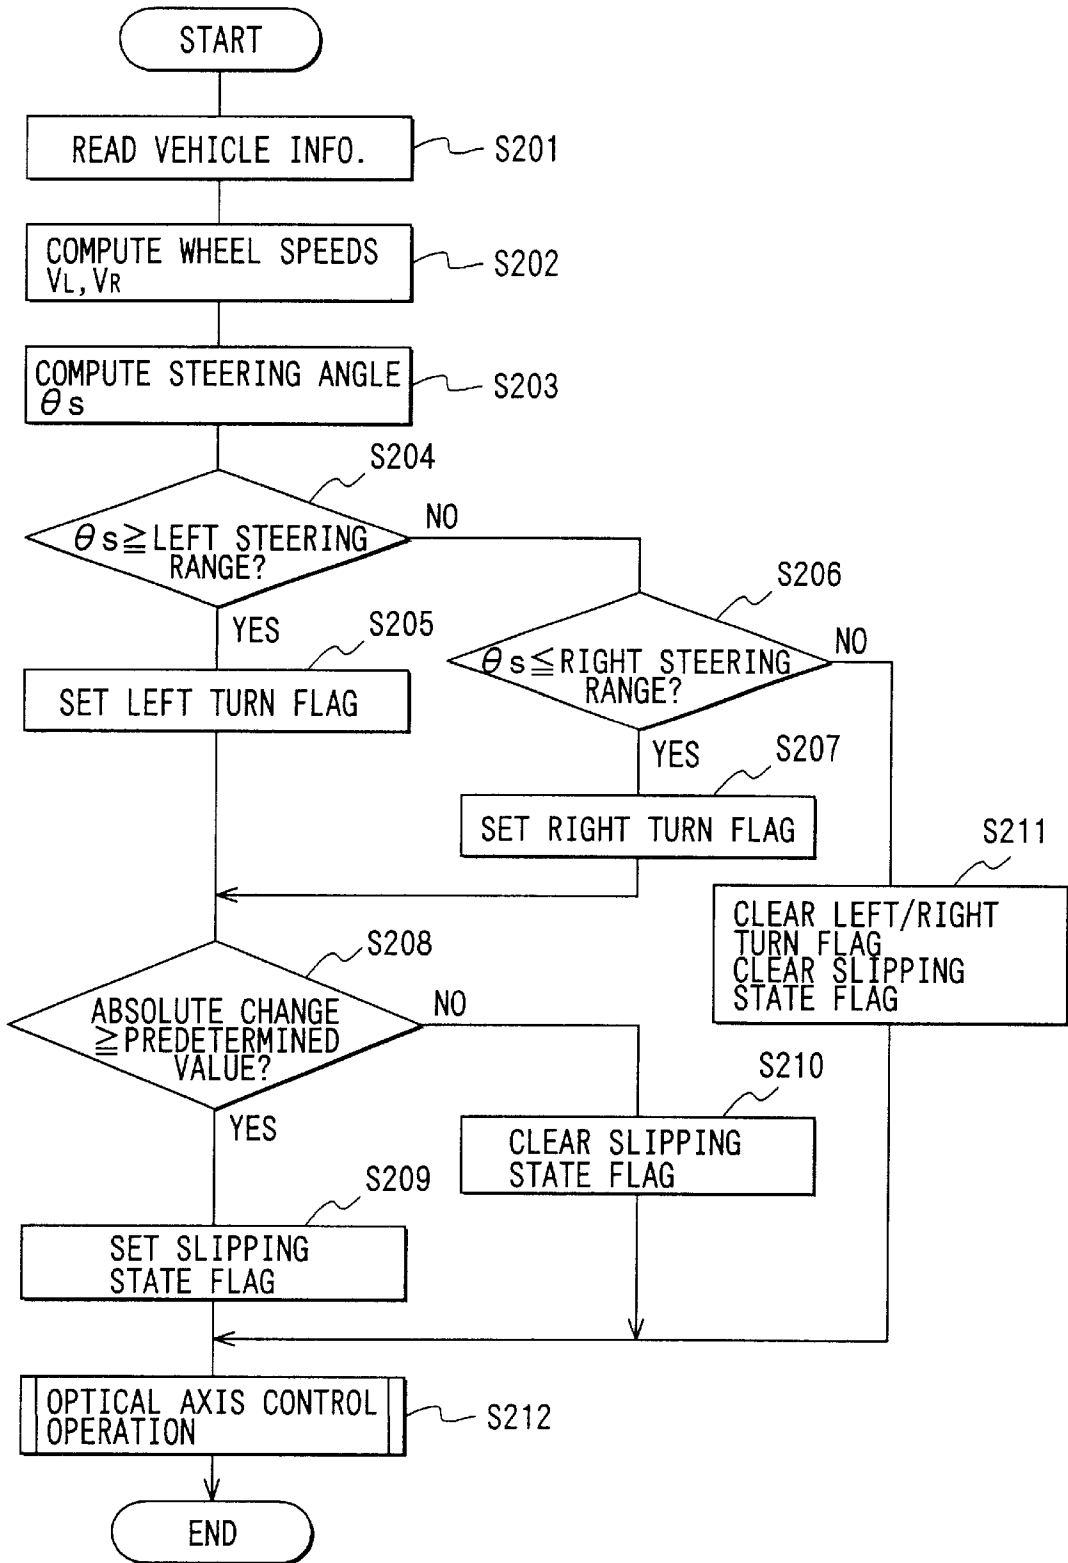 START
READ VEHICLE INFO.
S201
COMPUTE WHEEL SPEEDS
VL, VR
S202
COMPUTE STEERING ANGLE
θs
S203
S204
θs≧LEFT STEERING
RANGE?
NO
YES
S205
SET LEFT TURN FLAG
S206
θs≦RIGHT STEERING
RANGE?
NO
YES
S207
SET RIGHT TURN FLAG
S211
CLEAR LEFT/RIGHT
TURN FLAG
CLEAR SLIPPING
STATE FLAG
S208
ABSOLUTE CHANGE
≧PREDETERMINED
VALUE?
NO
YES
S210
CLEAR SLIPPING
STATE FLAG
S209
SET SLIPPING
STATE FLAG
OPTICAL AXIS CONTROL
OPERATION
S212
END